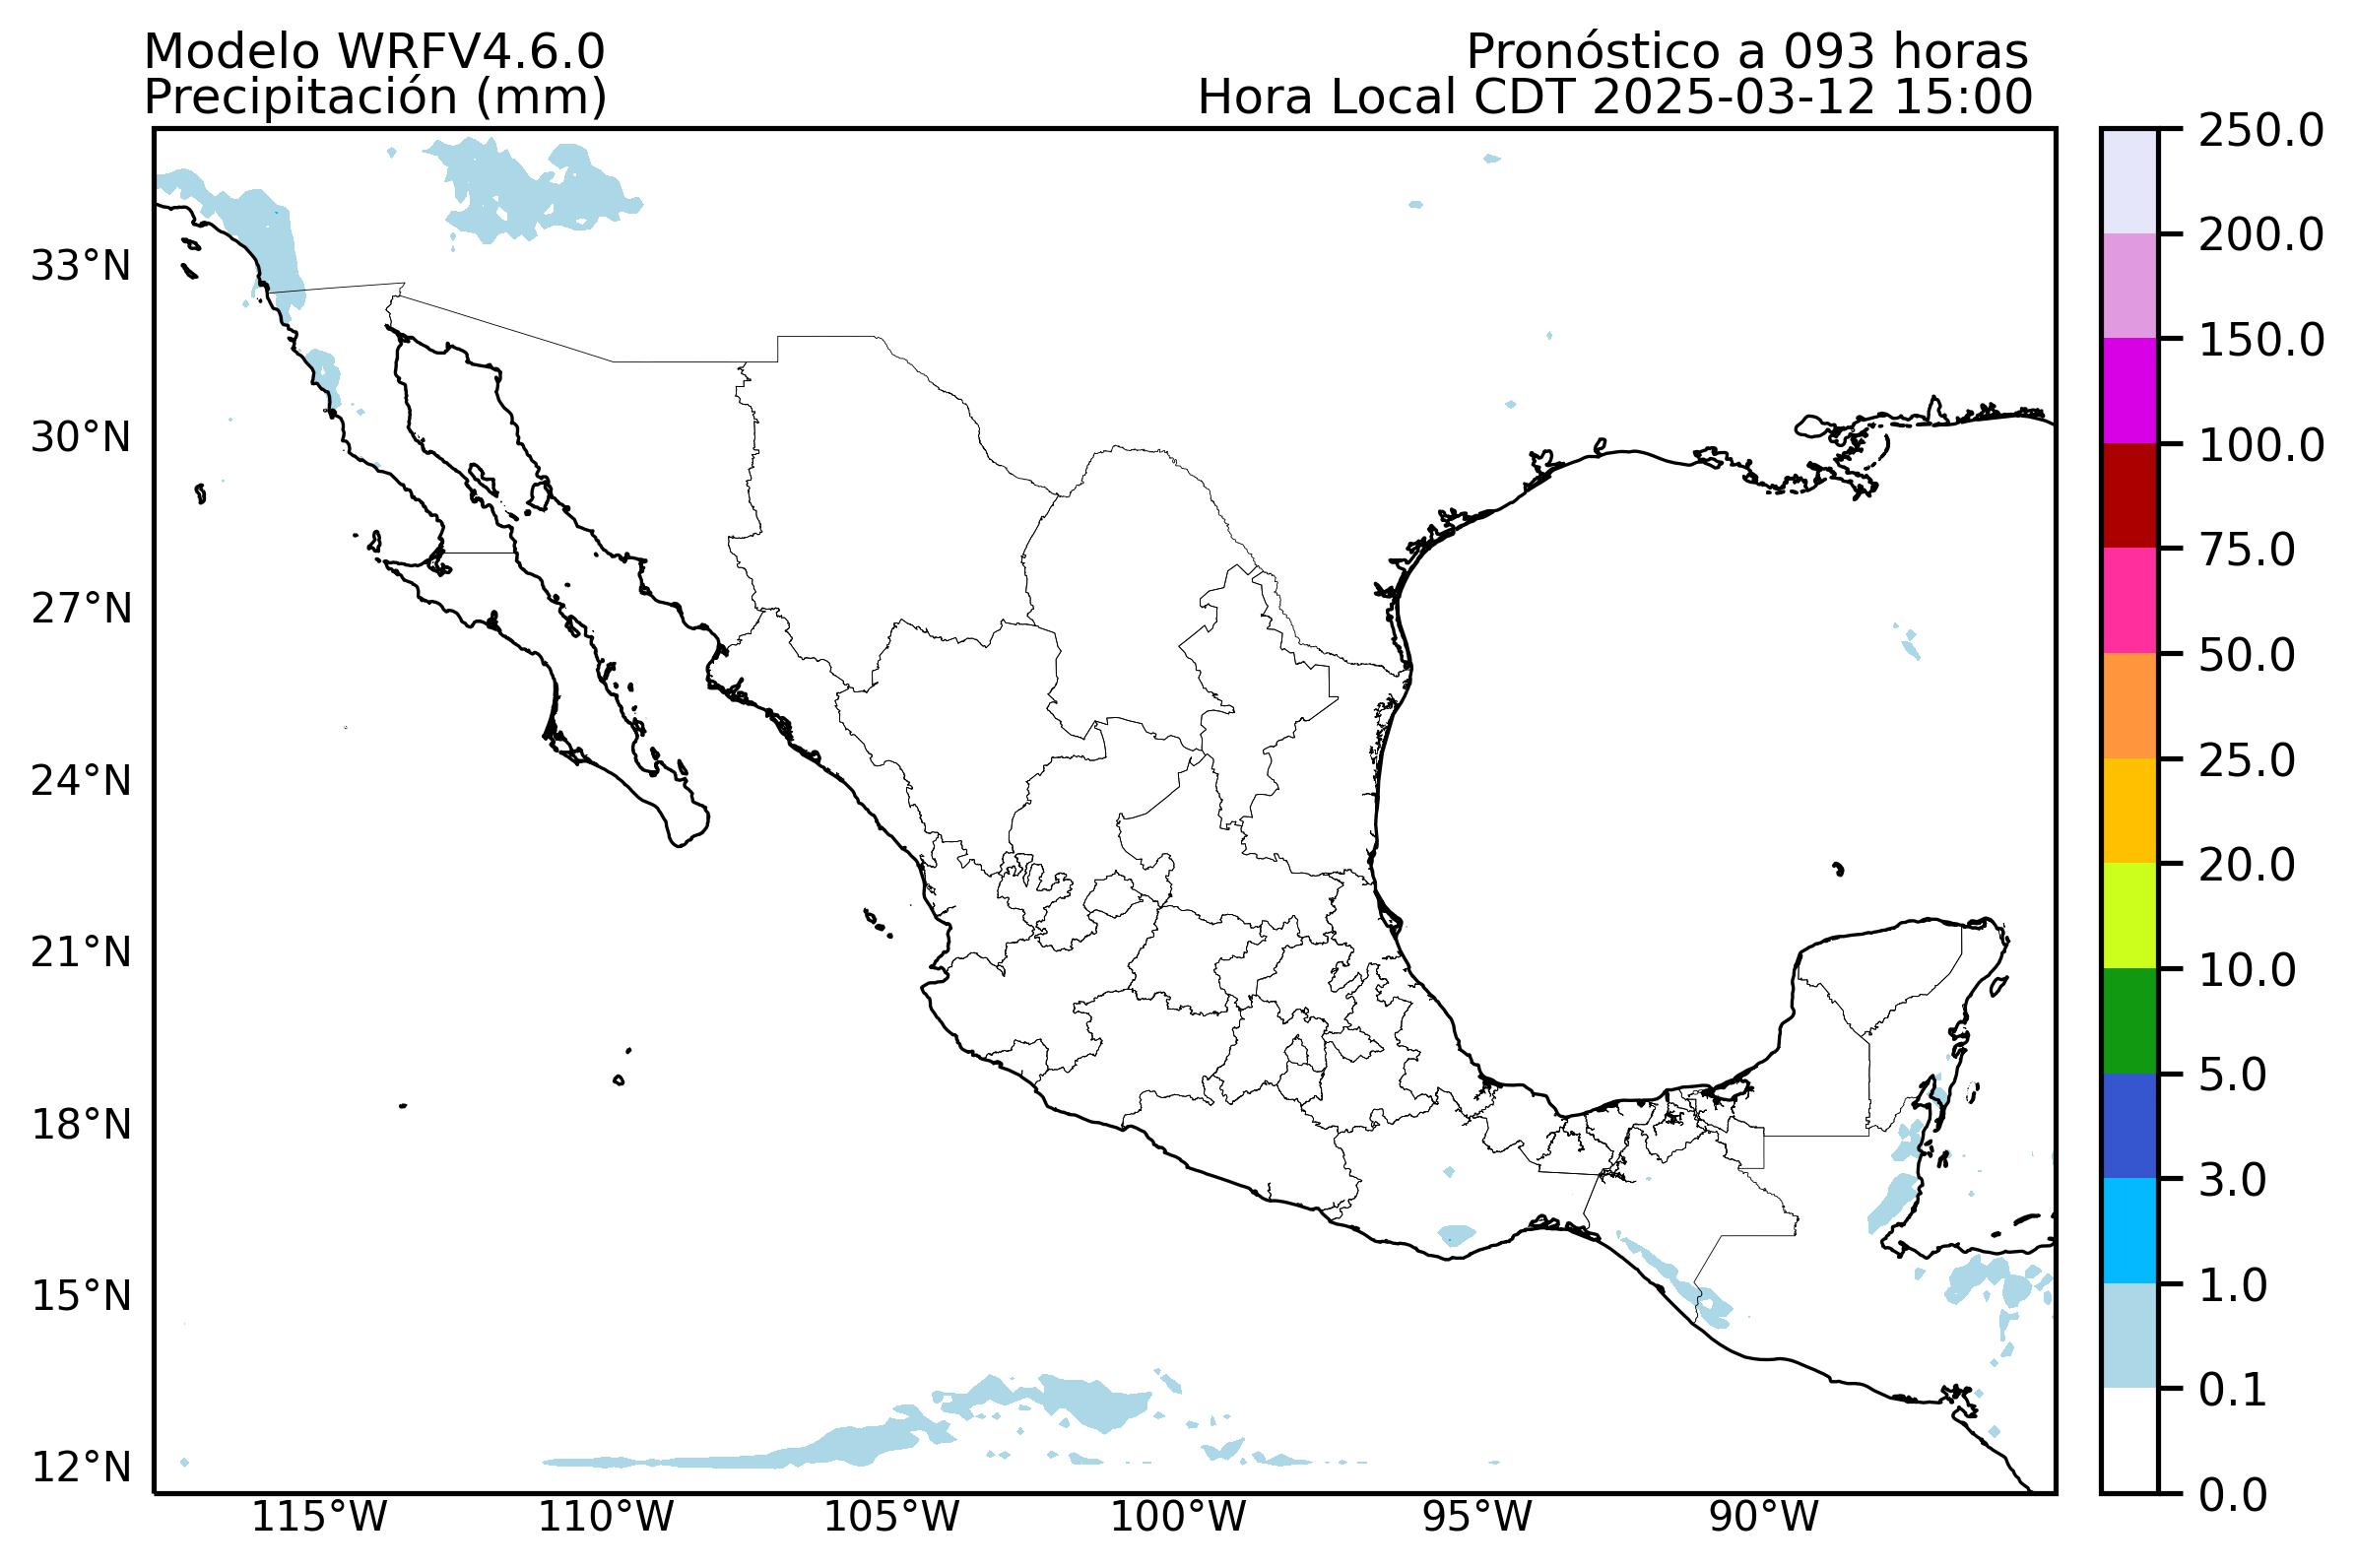 Modelo WRFV4.6.0
Precipitación (mm)
Pronóstico a 093 horas
Hora Local CDT 2025-03-12 15:00
33°N
30°N
27°N
24°N
21°N
18°N
15°N
12°N
115°W
110°W
105°W
100°W
95°W
90°W
250.0
200.0
150.0
100.0
75.0
50.0
25.0
20.0
10.0
5.0
3.0
1.0
0.1
0.0